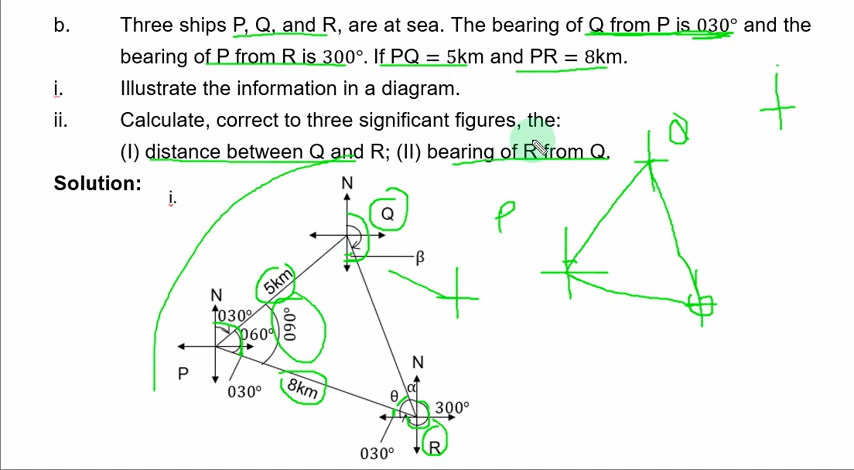 b. Three ships P, Q, and R, are at sea. The bearing of Q from P is 030° and the
bearing of P from R is 300°. If PQ = 5km and PR = 8km.
i. Illustrate the information in a diagram.
ii. Calculate, correct to three significant figures, the:
(I) distance between Q and R; (II) bearing of R from Q.
Solution:
i.
N
Q
Q
P
β
5km
N
030°
060°
060°
P
030°
8km
N
α
θ
300°
030°
R